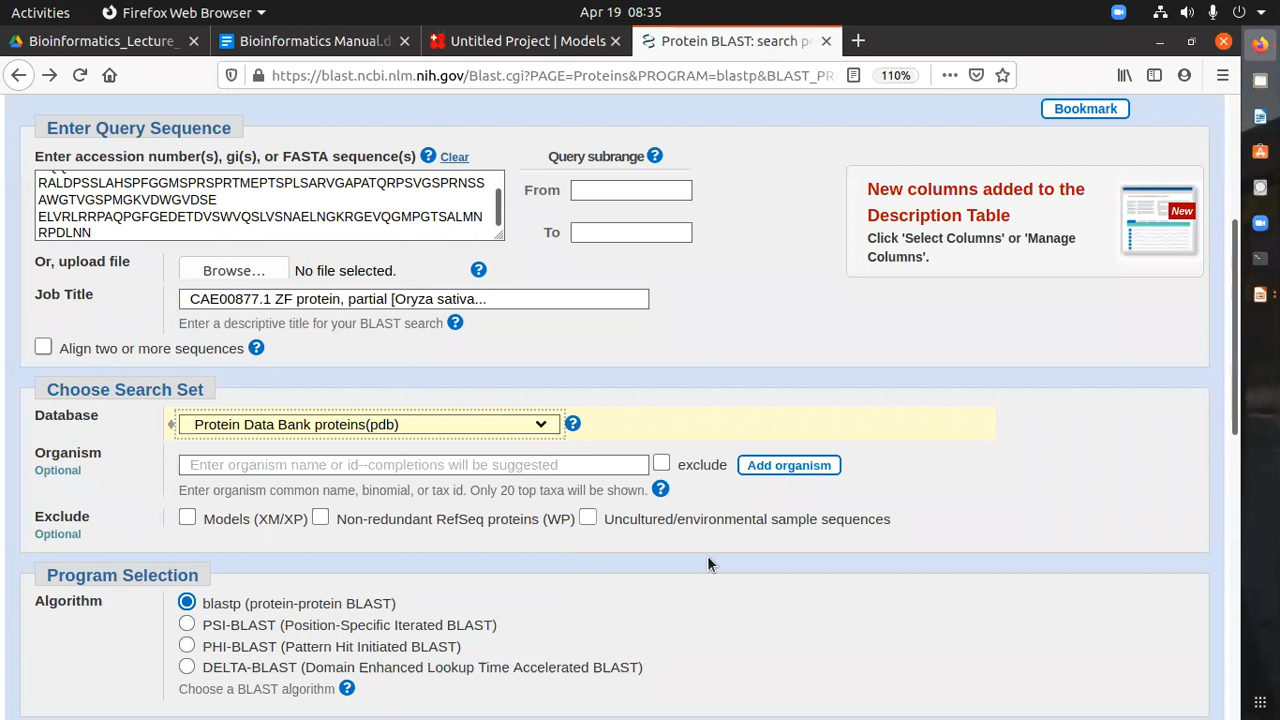 Activities
Firefox Web Browser
Apr 19 08:35
Bioinformatics_Lecture_
Bioinformatics Manual.d
Untitled Project | Models
Protein BLAST: search p
https://blast.ncbi.nlm.nih.gov/Blast.cgi?PAGE=Proteins&PROGRAM=blastp&BLAST_PR
110%
Bookmark
Enter Query Sequence
Enter accession number(s), gi(s), or FASTA sequence(s) ? Clear
Query subrange ?
RALDPSSLAHSPFGGMSPRSPRTMEPTSPLSARVGAPATQRPSVGSPRNSS
AWGTVGSPMGKVDWGVDSE
ELVRLRRPAQPGFGEDETDVSWVQSLVSNAELNGKRGEVQGMPGTSALMN
RPDLNN
From
To
New columns added to the
Description Table
Click 'Select Columns' or 'Manage
Columns'.
New
Or, upload file
Browse… No file selected. ?
Job Title
CAE00877.1 ZF protein, partial [Oryza sativa...
Enter a descriptive title for your BLAST search ?
Align two or more sequences ?
Choose Search Set
Database
Protein Data Bank proteins(pdb) ?
Organism
Optional
Enter organism name or id--completions will be suggested
exclude
Add organism
Enter organism common name, binomial, or tax id. Only 20 top taxa will be shown. ?
Exclude
Optional
Models (XM/XP) Non-redundant RefSeq proteins (WP) Uncultured/environmental sample sequences
Program Selection
Algorithm
blastp (protein-protein BLAST)
PSI-BLAST (Position-Specific Iterated BLAST)
PHI-BLAST (Pattern Hit Initiated BLAST)
DELTA-BLAST (Domain Enhanced Lookup Time Accelerated BLAST)
Choose a BLAST algorithm ?